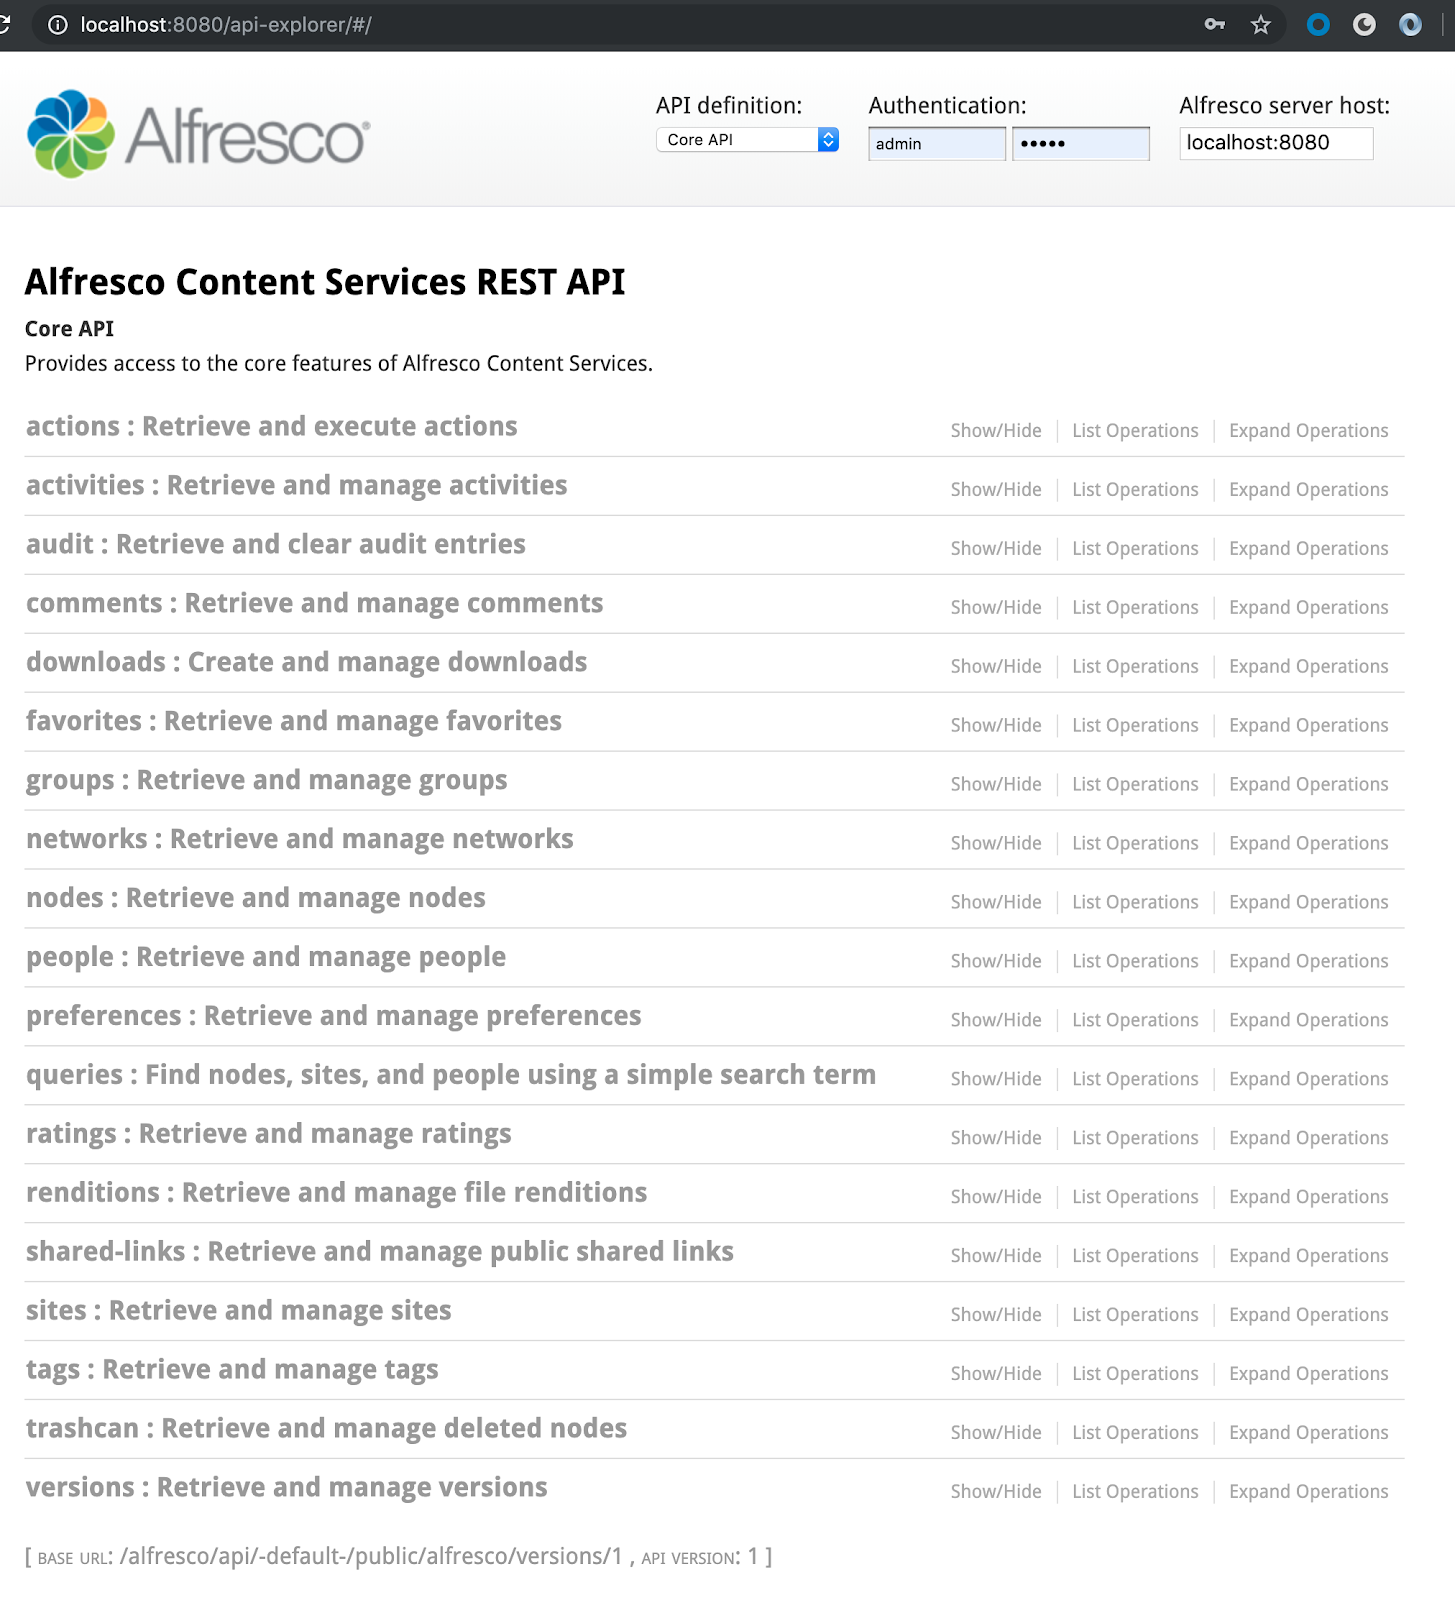 localhost:8080/api-explorer/#/
Alfresco®
API definition:
Authentication:
Alfresco server host:
Core API
admin
•••••
localhost:8080
Alfresco Content Services REST API
Core API
Provides access to the core features of Alfresco Content Services.
actions : Retrieve and execute actions Show/Hide List Operations Expand Operations
activities : Retrieve and manage activities Show/Hide List Operations Expand Operations
audit : Retrieve and clear audit entries Show/Hide List Operations Expand Operations
comments : Retrieve and manage comments Show/Hide List Operations Expand Operations
downloads : Create and manage downloads Show/Hide List Operations Expand Operations
favorites : Retrieve and manage favorites Show/Hide List Operations Expand Operations
groups : Retrieve and manage groups Show/Hide List Operations Expand Operations
networks : Retrieve and manage networks Show/Hide List Operations Expand Operations
nodes : Retrieve and manage nodes Show/Hide List Operations Expand Operations
people : Retrieve and manage people Show/Hide List Operations Expand Operations
preferences : Retrieve and manage preferences Show/Hide List Operations Expand Operations
queries : Find nodes, sites, and people using a simple search term Show/Hide List Operations Expand Operations
ratings : Retrieve and manage ratings Show/Hide List Operations Expand Operations
renditions : Retrieve and manage file renditions Show/Hide List Operations Expand Operations
shared-links : Retrieve and manage public shared links Show/Hide List Operations Expand Operations
sites : Retrieve and manage sites Show/Hide List Operations Expand Operations
tags : Retrieve and manage tags Show/Hide List Operations Expand Operations
trashcan : Retrieve and manage deleted nodes Show/Hide List Operations Expand Operations
versions : Retrieve and manage versions Show/Hide List Operations Expand Operations
[ BASE URL: /alfresco/api/-default-/public/alfresco/versions/1 , API VERSION: 1 ]